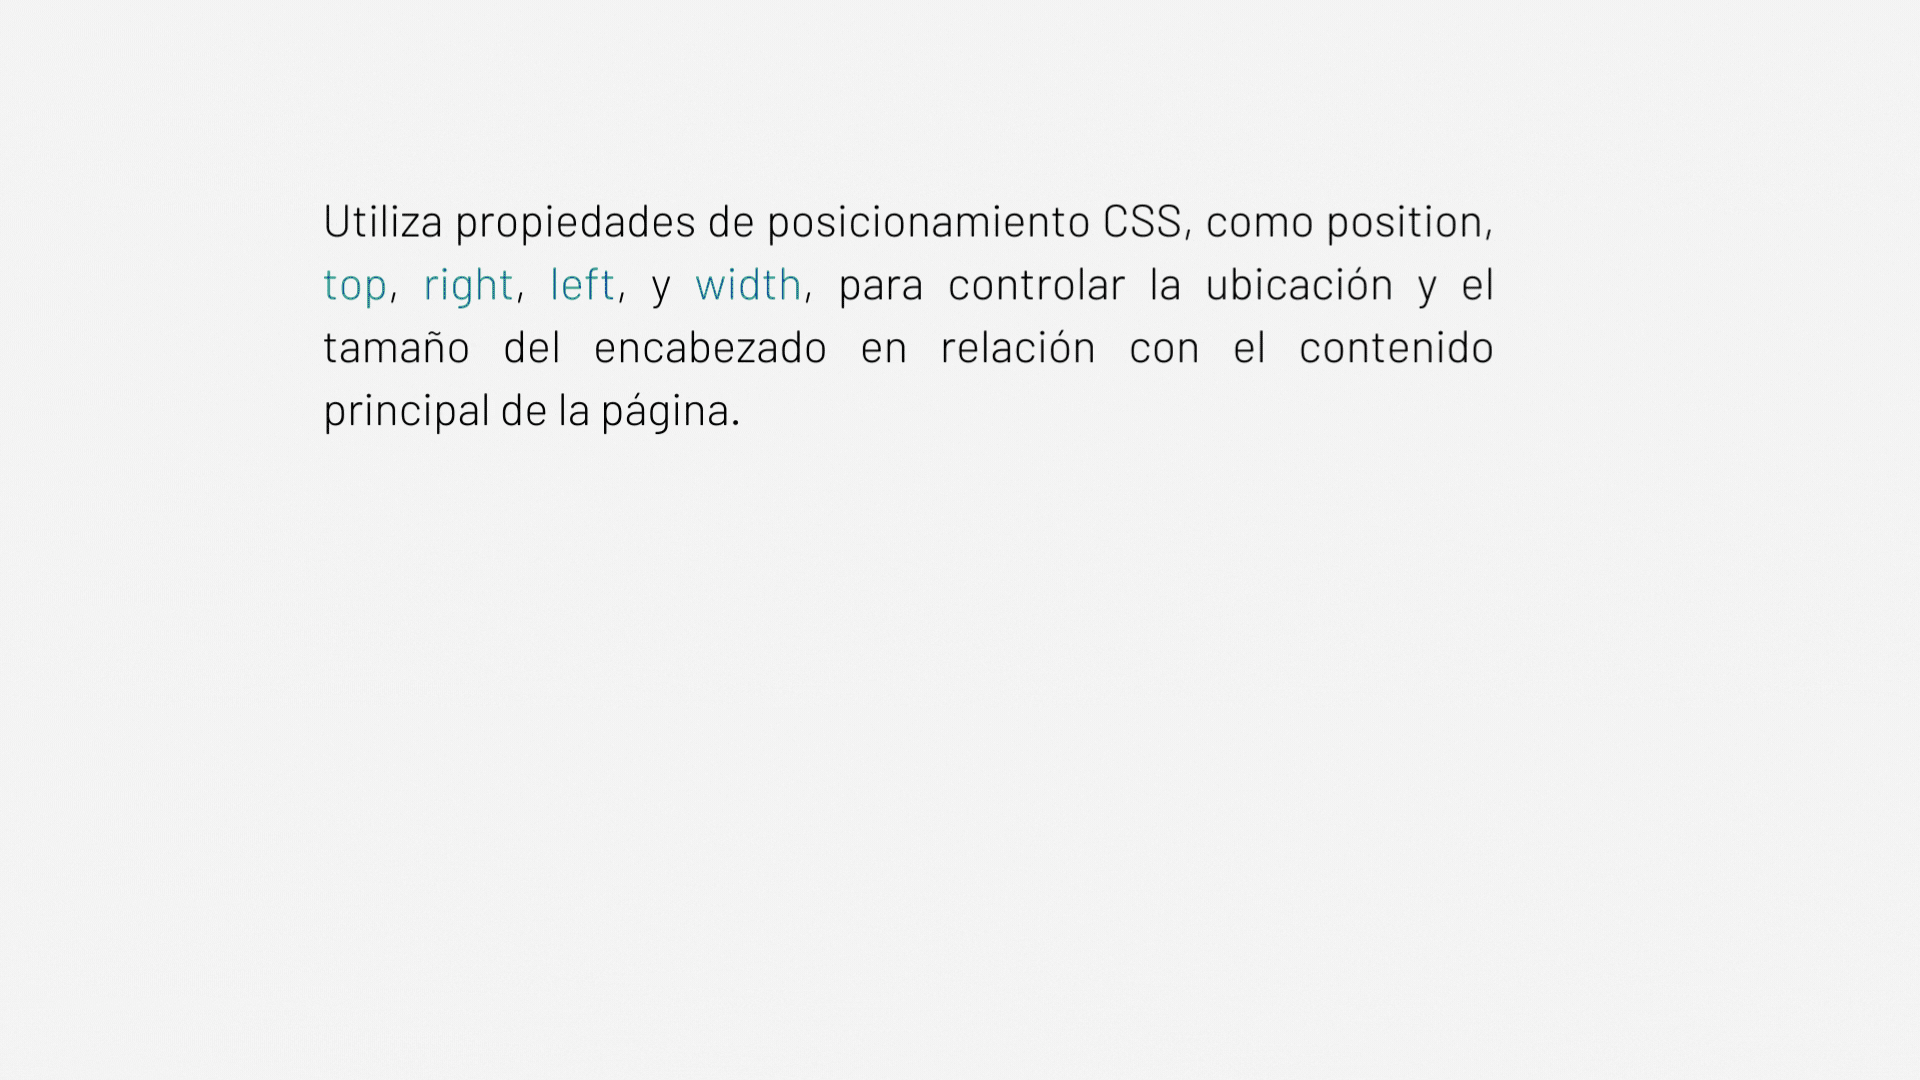 Utiliza propiedades de posicionamiento CSS, como position,
top, right, left, y width, para controlar la ubicación y el
tamaño del encabezado en relación con el contenido
principal de la página.